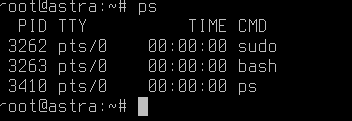 root@astra:~# ps
  PID TTY          TIME CMD
 3262 pts/0    00:00:00 sudo
 3263 pts/0    00:00:00 bash
 3410 pts/0    00:00:00 ps
root@astra:~#